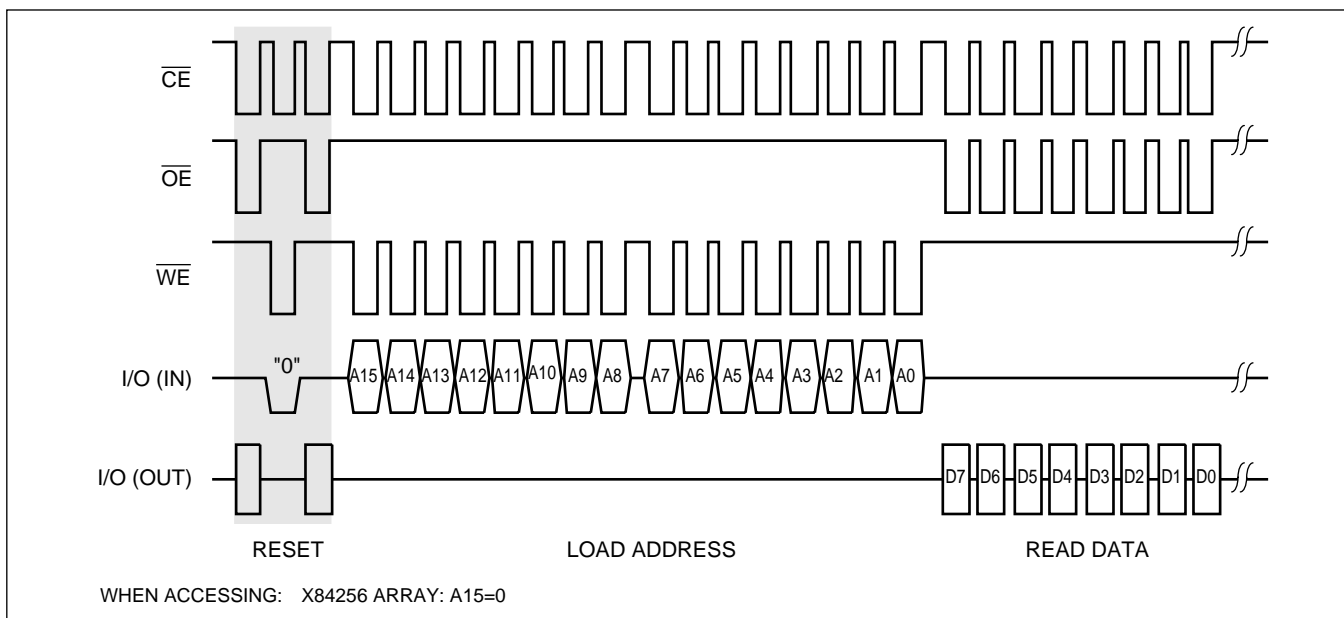 CE
OE
WE
I/O (IN)
"0"
A15 A14 A13 A12 A11 A10 A9 A8 A7 A6 A5 A4 A3 A2 A1 A0
I/O (OUT)
D7 D6 D5 D4 D3 D2 D1 D0
RESET LOAD ADDRESS READ DATA
WHEN ACCESSING: X84256 ARRAY: A15=0